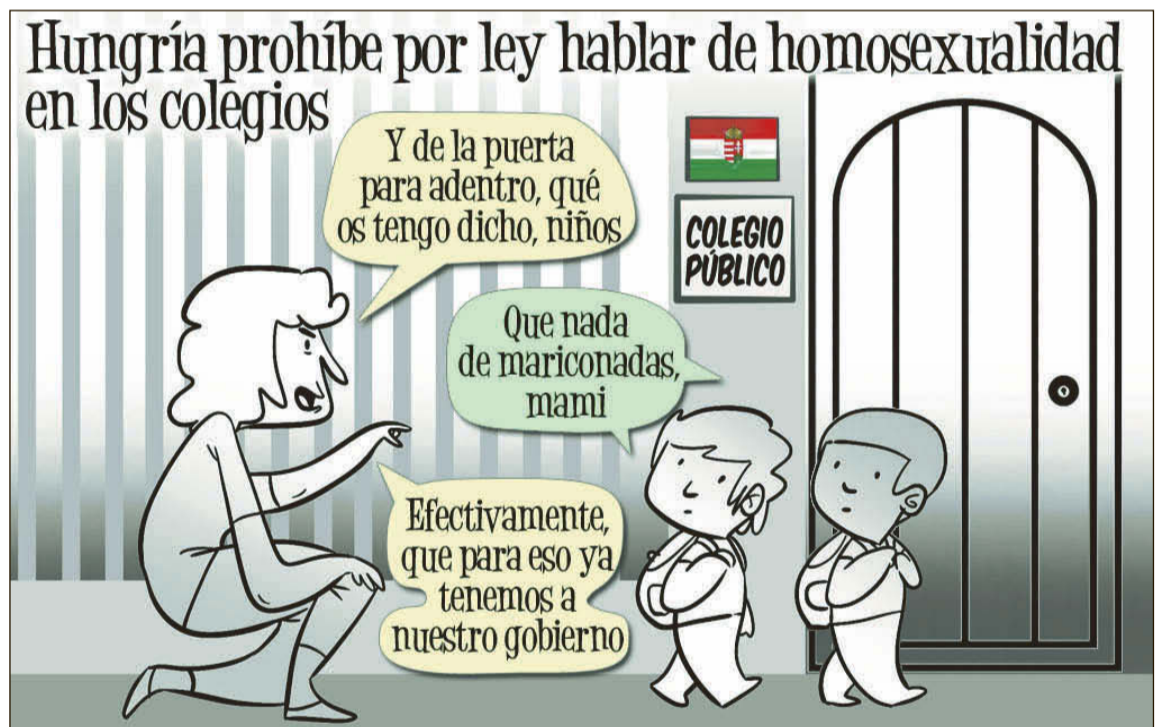 Hungría prohíbe por ley hablar de homosexualidad
en los colegios
Y de la puerta
para adentro, qué
os tengo dicho, niños
COLEGIO
PÚBLICO
Que nada
de mariconadas,
mami
Efectivamente,
que para eso ya
tenemos a
nuestro gobierno